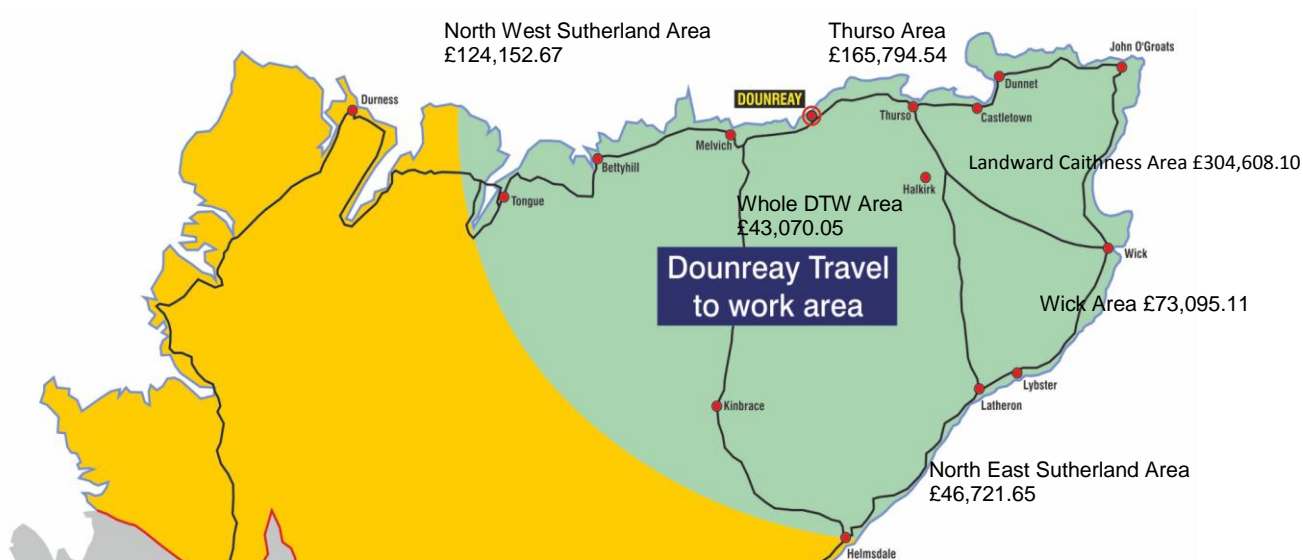 North West Sutherland Area
£124,152.67
Thurso Area
£165,794.54
John O'Groats
Durness
DOUNREAY
Dunnet
Thurso
Castletown
Melvich
Bettyhill
Landward Caithness Area £304,608.10
Halkirk
Tongue
Whole DTW Area
£43,070.05
Wick
Dounreay Travel
to work area
Wick Area £73,095.11
Lybster
Latheron
Kinbrace
North East Sutherland Area
£46,721.65
Helmsdale